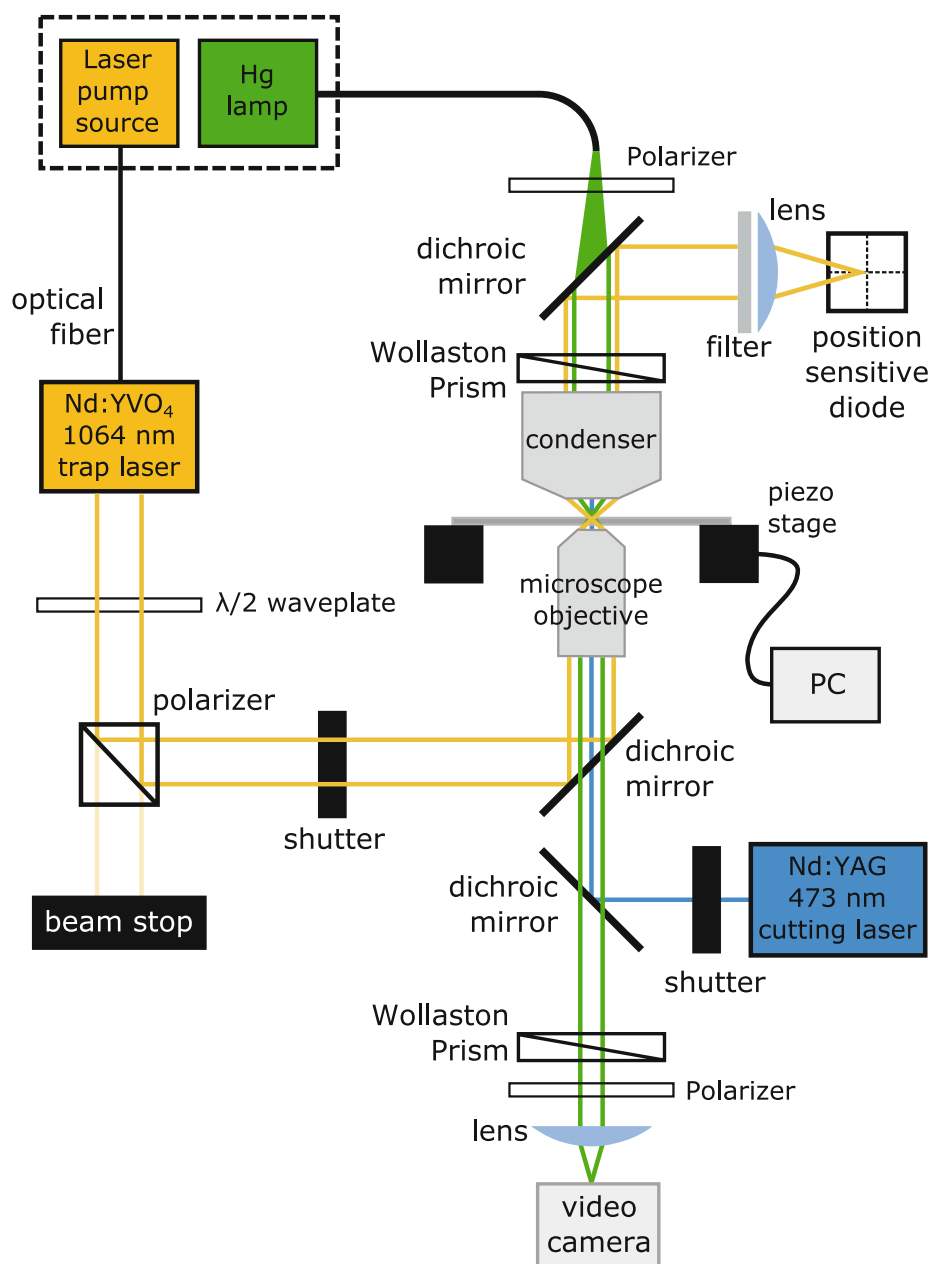 Laser
pump
source
Hg
lamp
Polarizer
lens
dichroic
mirror
optical
fiber
filter
position
sensitive
diode
Wollaston
Prism
Nd:YVO₄
1064 nm
trap laser
condenser
piezo
stage
λ/2 waveplate
microscope
objective
PC
polarizer
dichroic
mirror
shutter
dichroic
mirror
Nd:YAG
473 nm
cutting laser
beam stop
shutter
Wollaston
Prism
Polarizer
lens
video
camera